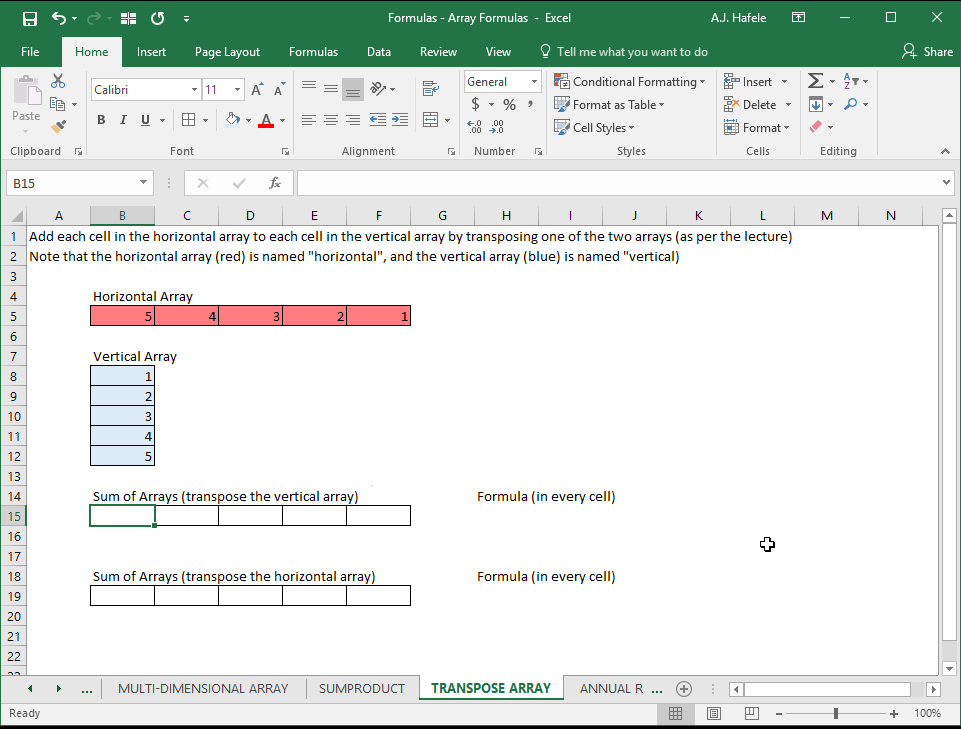 Formulas - Array Formulas - Excel
A.J. Hafele
File Home Insert Page Layout Formulas Data Review View Tell me what you want to do Share
Paste
Calibri 11
B I U A
General
$ % ,
Conditional Formatting
Format as Table
Cell Styles
Insert
Delete
Format
Clipboard Font Alignment Number Styles Cells Editing
B15 fx
A B C D E F G H I J K L M N
1 Add each cell in the horizontal array to each cell in the vertical array by transposing one of the two arrays (as per the lecture)
2 Note that the horizontal array (red) is named "horizontal", and the vertical array (blue) is named "vertical)
3
4 Horizontal Array
5 5 4 3 2 1
6
7 Vertical Array
8 1
9 2
10 3
11 4
12 5
13
14 Sum of Arrays (transpose the vertical array) Formula (in every cell)
15
16
17
18 Sum of Arrays (transpose the horizontal array) Formula (in every cell)
19
20
21
22
... MULTI-DIMENSIONAL ARRAY SUMPRODUCT TRANSPOSE ARRAY ANNUAL R ...
Ready 100%